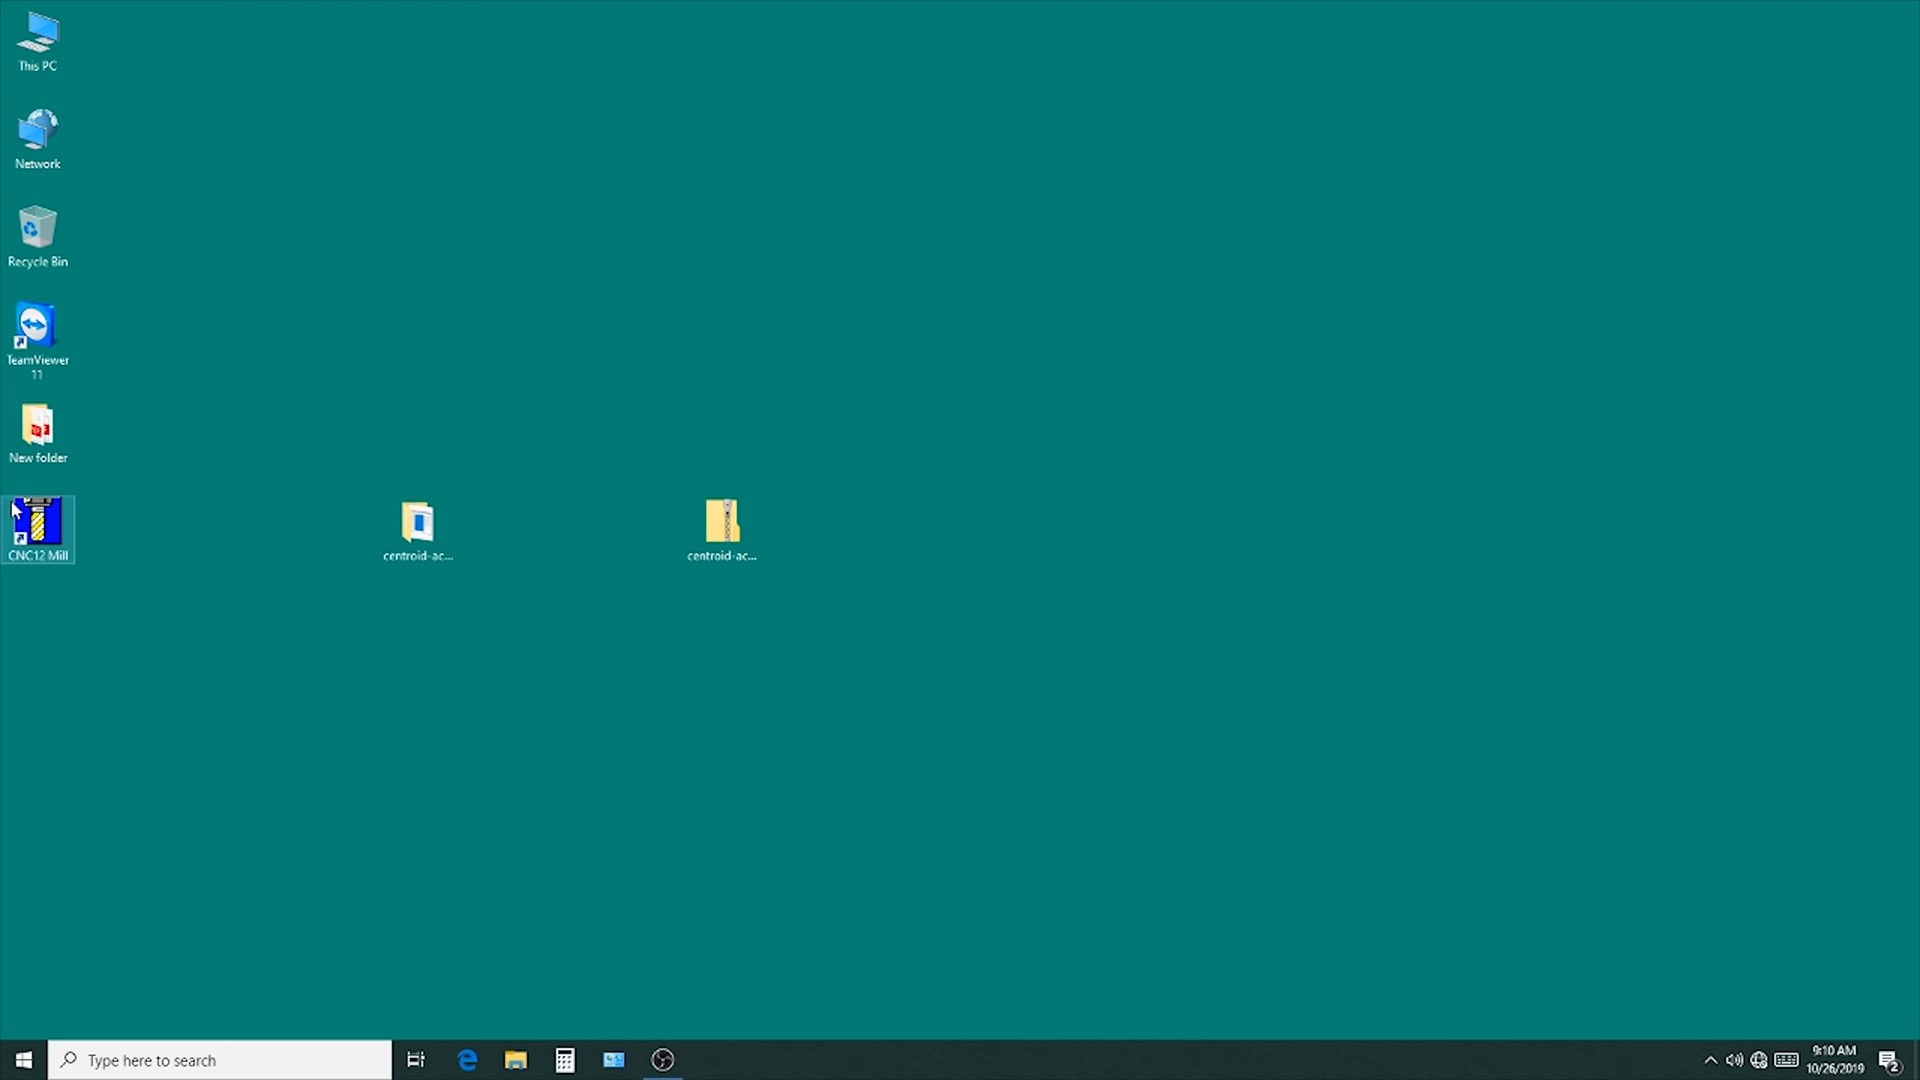 This PC
Network
Recycle Bin
TeamViewer
11
New folder
CNC12 Mill
centroid-ac...
centroid-ac...
Type here to search
9:10 AM
10/26/2019
2